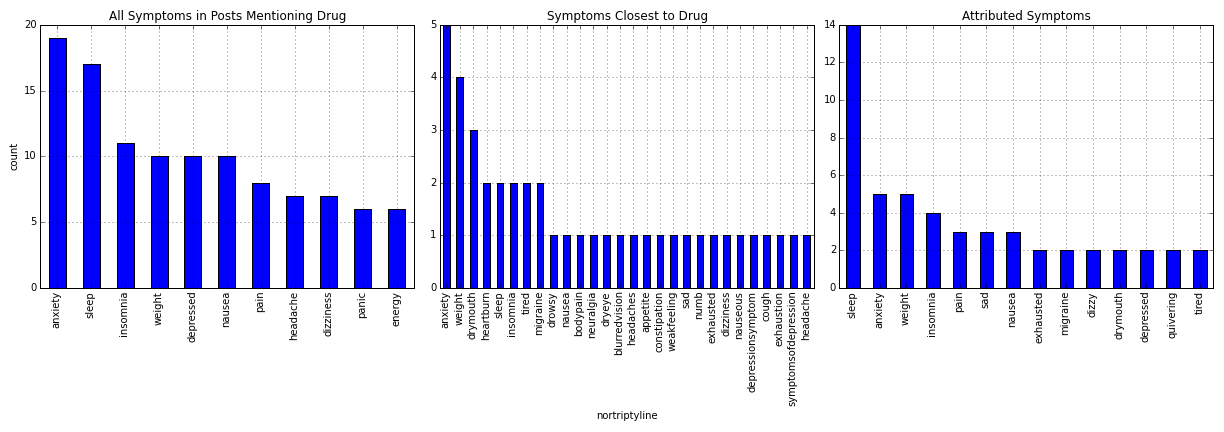 All Symptoms in Posts Mentioning Drug
count
20
15
10
5
0
anxiety
sleep
insomnia
weight
depressed
nausea
pain
headache
dizziness
panic
energy
Symptoms Closest to Drug
5
4
3
2
1
0
anxiety
weight
drymouth
heartburn
sleep
insomnia
tired
migraine
drowsy
nausea
bodypain
neuralgia
dryeye
blurredvision
headaches
appetite
constipation
weakfeeling
sad
numb
exhausted
dizziness
nauseous
depressionsymptom
cough
exhaustion
symptomsofdepression
headache
nortriptyline
Attributed Symptoms
14
12
10
8
6
4
2
0
sleep
anxiety
weight
insomnia
pain
sad
nausea
exhausted
migraine
dizzy
drymouth
depressed
quivering
tired